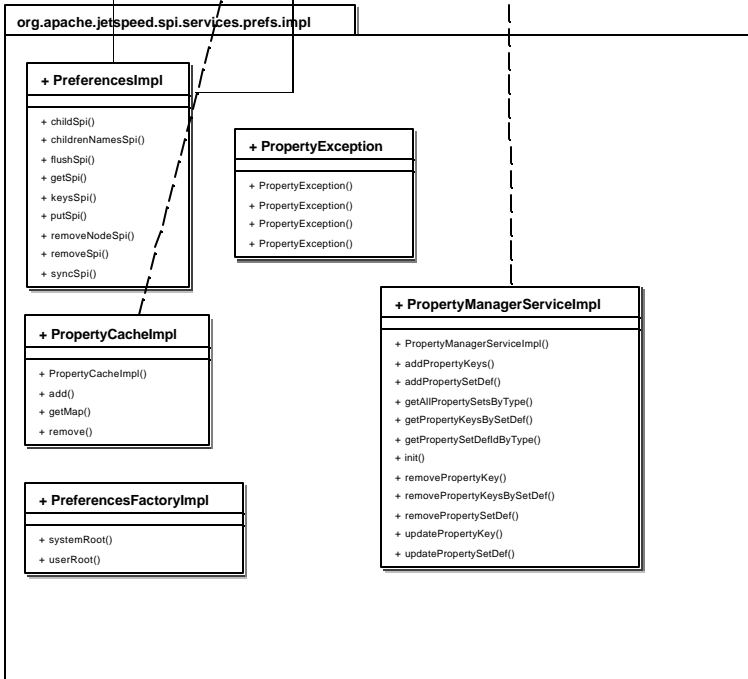 org.apache.jetspeed.spi.services.prefs.impl
+ PreferencesImpl
+ childSpi()
+ childrenNamesSpi()
+ flushSpi()
+ getSpi()
+ keysSpi()
+ putSpi()
+ removeNodeSpi()
+ removeSpi()
+ syncSpi()
+ PropertyException
+ PropertyException()
+ PropertyException()
+ PropertyException()
+ PropertyException()
+ PropertyCacheImpl
+ PropertyCacheImpl()
+ add()
+ getMap()
+ remove()
+ PropertyManagerServiceImpl
+ PropertyManagerServiceImpl()
+ addPropertyKeys()
+ addPropertySetDef()
+ getAllPropertySetsByType()
+ getPropertyKeysBySetDef()
+ getPropertySetDefIdByType()
+ init()
+ removePropertyKey()
+ removePropertyKeysBySetDef()
+ removePropertySetDef()
+ updatePropertyKey()
+ updatePropertySetDef()
+ PreferencesFactoryImpl
+ systemRoot()
+ userRoot()